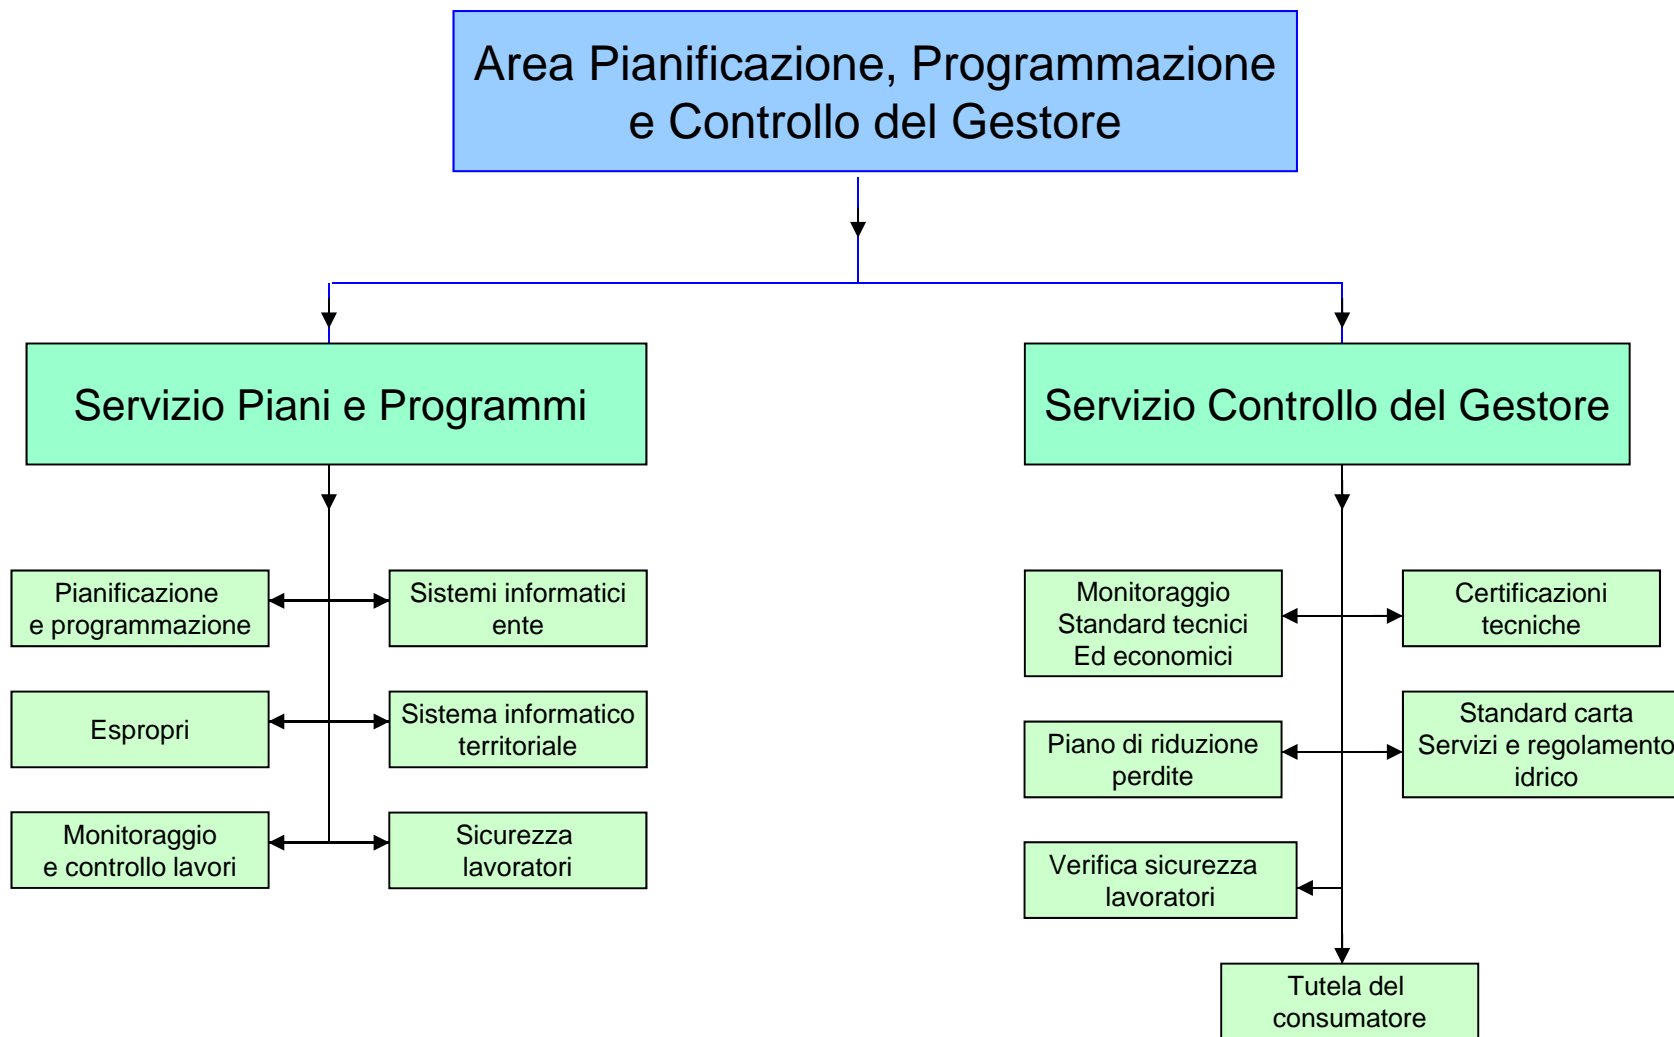 Area Pianificazione, Programmazione
e Controllo del Gestore
Servizio Piani e Programmi
Servizio Controllo del Gestore
Pianificazione
e programmazione
Sistemi informatici
ente
Espropri
Sistema informatico
territoriale
Monitoraggio
e controllo lavori
Sicurezza
lavoratori
Monitoraggio
Standard tecnici
Ed economici
Certificazioni
tecniche
Piano di riduzione
perdite
Standard carta
Servizi e regolamento
idrico
Verifica sicurezza
lavoratori
Tutela del
consumatore